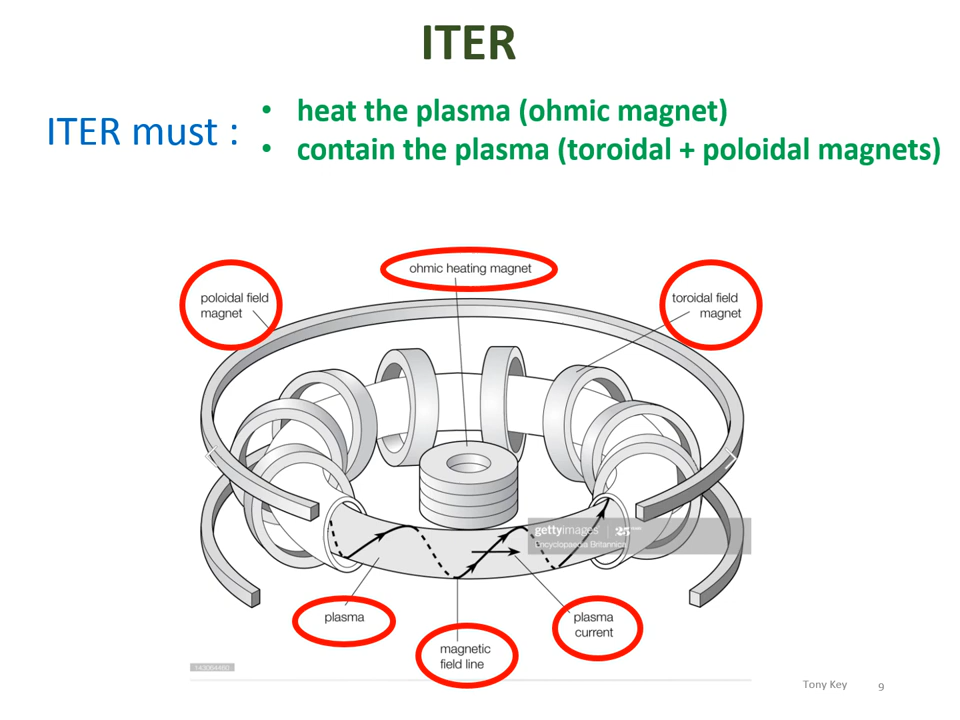 ITER
ITER must :
• heat the plasma (ohmic magnet)
• contain the plasma (toroidal + poloidal magnets)
ohmic heating magnet
poloidal field
magnet
toroidal field
magnet
gettyimages
Encyclopaedia Britannica
plasma
plasma
current
magnetic
field line
143064460
Tony Key
9